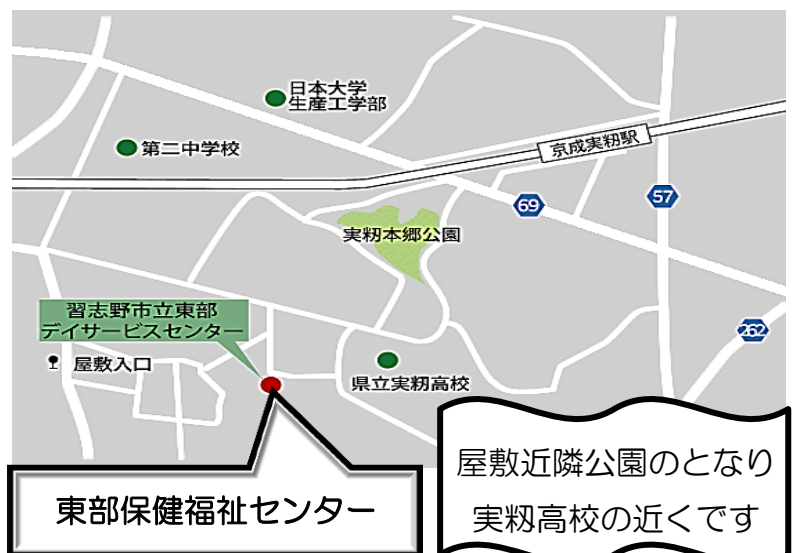 日本大学
生産工学部
第二中学校
京成実籾駅
69
57
実籾本郷公園
習志野市立東部
デイサービスセンター
262
屋敷入口
県立実籾高校
東部保健福祉センター
屋敷近隣公園のとなり
実籾高校の近くです